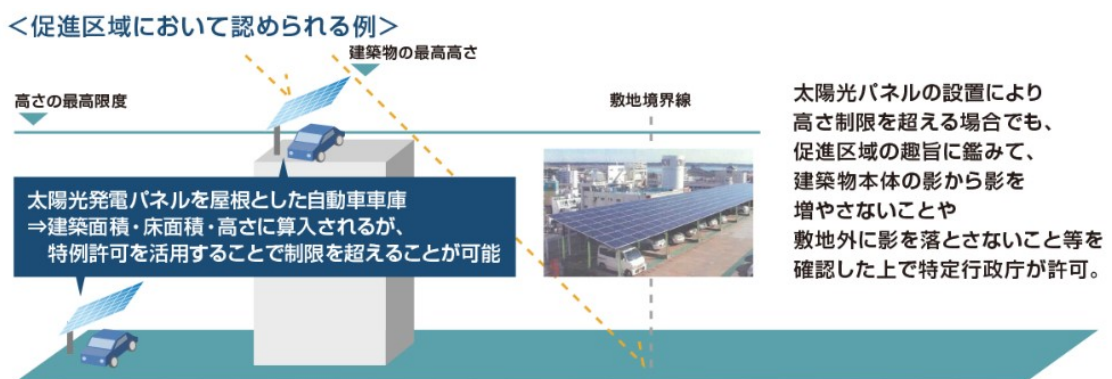 ＜促進区域において認められる例＞
建築物の最高高さ
高さの最高限度
敷地境界線
太陽光発電パネルを屋根とした自動車車庫
⇒建築面積・床面積・高さに算入されるが、
特例許可を活用することで制限を超えることが可能
太陽光パネルの設置により
高さ制限を超える場合でも、
促進区域の趣旨に鑑みて、
建築物本体の影から影を
増やさないことや
敷地外に影を落とさないこと等を
確認した上で特定行政庁が許可。